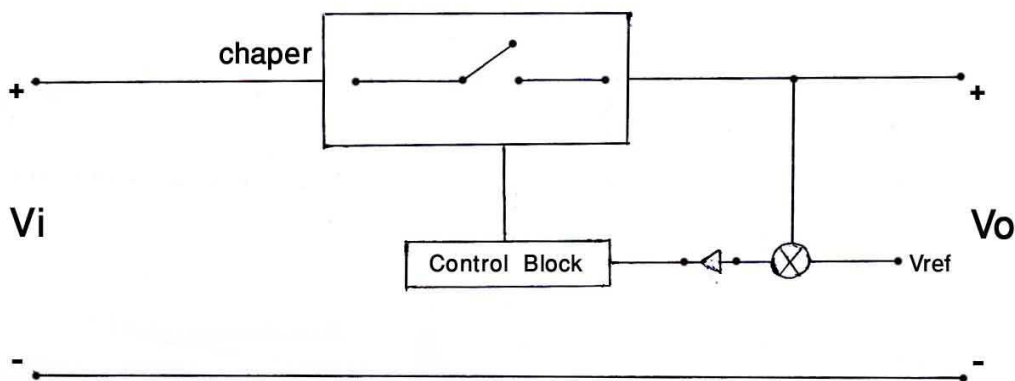 chaper
+
+
Vi
Vo
Control Block
Vref
-
-